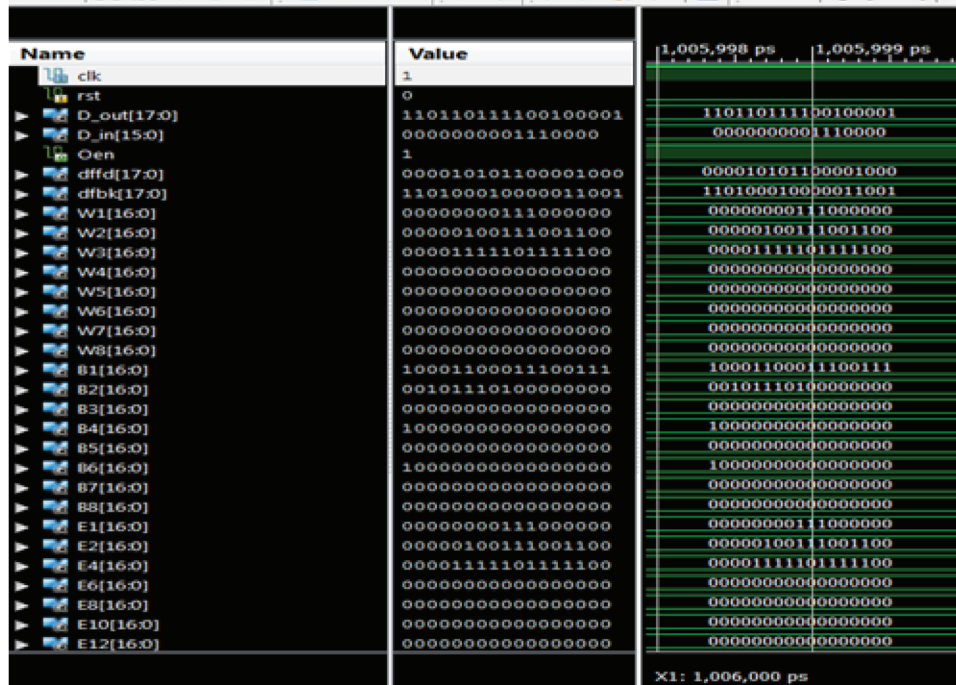 1,005,998 ps 1,005,999 ps
Name Value
clk 1
rst 0
D_out[17:0] 110110111100100001 110110111100100001
D_in[15:0] 0000000001110000 0000000001110000
Oen 1
dffd[17:0] 000010101100001000 000010101100001000
dfbk[17:0] 110100010000011001 110100010000011001
W1[16:0] 00000000111000000 00000000111000000
W2[16:0] 00000100111001100 00000100111001100
W3[16:0] 00001111101111100 00001111101111100
W4[16:0] 00000000000000000 00000000000000000
W5[16:0] 00000000000000000 00000000000000000
W6[16:0] 00000000000000000 00000000000000000
W7[16:0] 00000000000000000 00000000000000000
W8[16:0] 00000000000000000 00000000000000000
B1[16:0] 10001100011100111 10001100011100111
B2[16:0] 00101110100000000 00101110100000000
B3[16:0] 00000000000000000 00000000000000000
B4[16:0] 10000000000000000 10000000000000000
B5[16:0] 00000000000000000 00000000000000000
B6[16:0] 10000000000000000 10000000000000000
B7[16:0] 00000000000000000 00000000000000000
B8[16:0] 00000000000000000 00000000000000000
E1[16:0] 00000000111000000 00000000111000000
E2[16:0] 00000100111001100 00000100111001100
E4[16:0] 00001111101111100 00001111101111100
E6[16:0] 00000000000000000 00000000000000000
E8[16:0] 00000000000000000 00000000000000000
E10[16:0] 00000000000000000 00000000000000000
E12[16:0] 00000000000000000 00000000000000000
X1: 1,006,000 ps